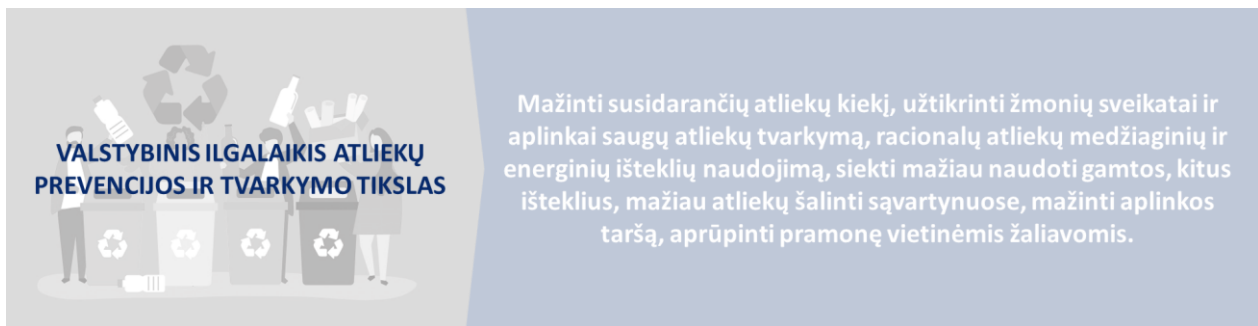 VALSTYBINIS ILGALAIKIS ATLIEKŲ
PREVENCIJOS IR TVARKYMO TIKSLAS
Mažinti susidarančių atliekų kiekį, užtikrinti žmonių sveikatai ir
aplinkai saugų atliekų tvarkymą, racionalų atliekų medžiaginių ir
energinių išteklių naudojimą, siekti mažiau naudoti gamtos, kitus
išteklius, mažiau atliekų šalinti sąvartynuose, mažinti aplinkos
taršą, aprūpinti pramonę vietinėmis žaliavomis.